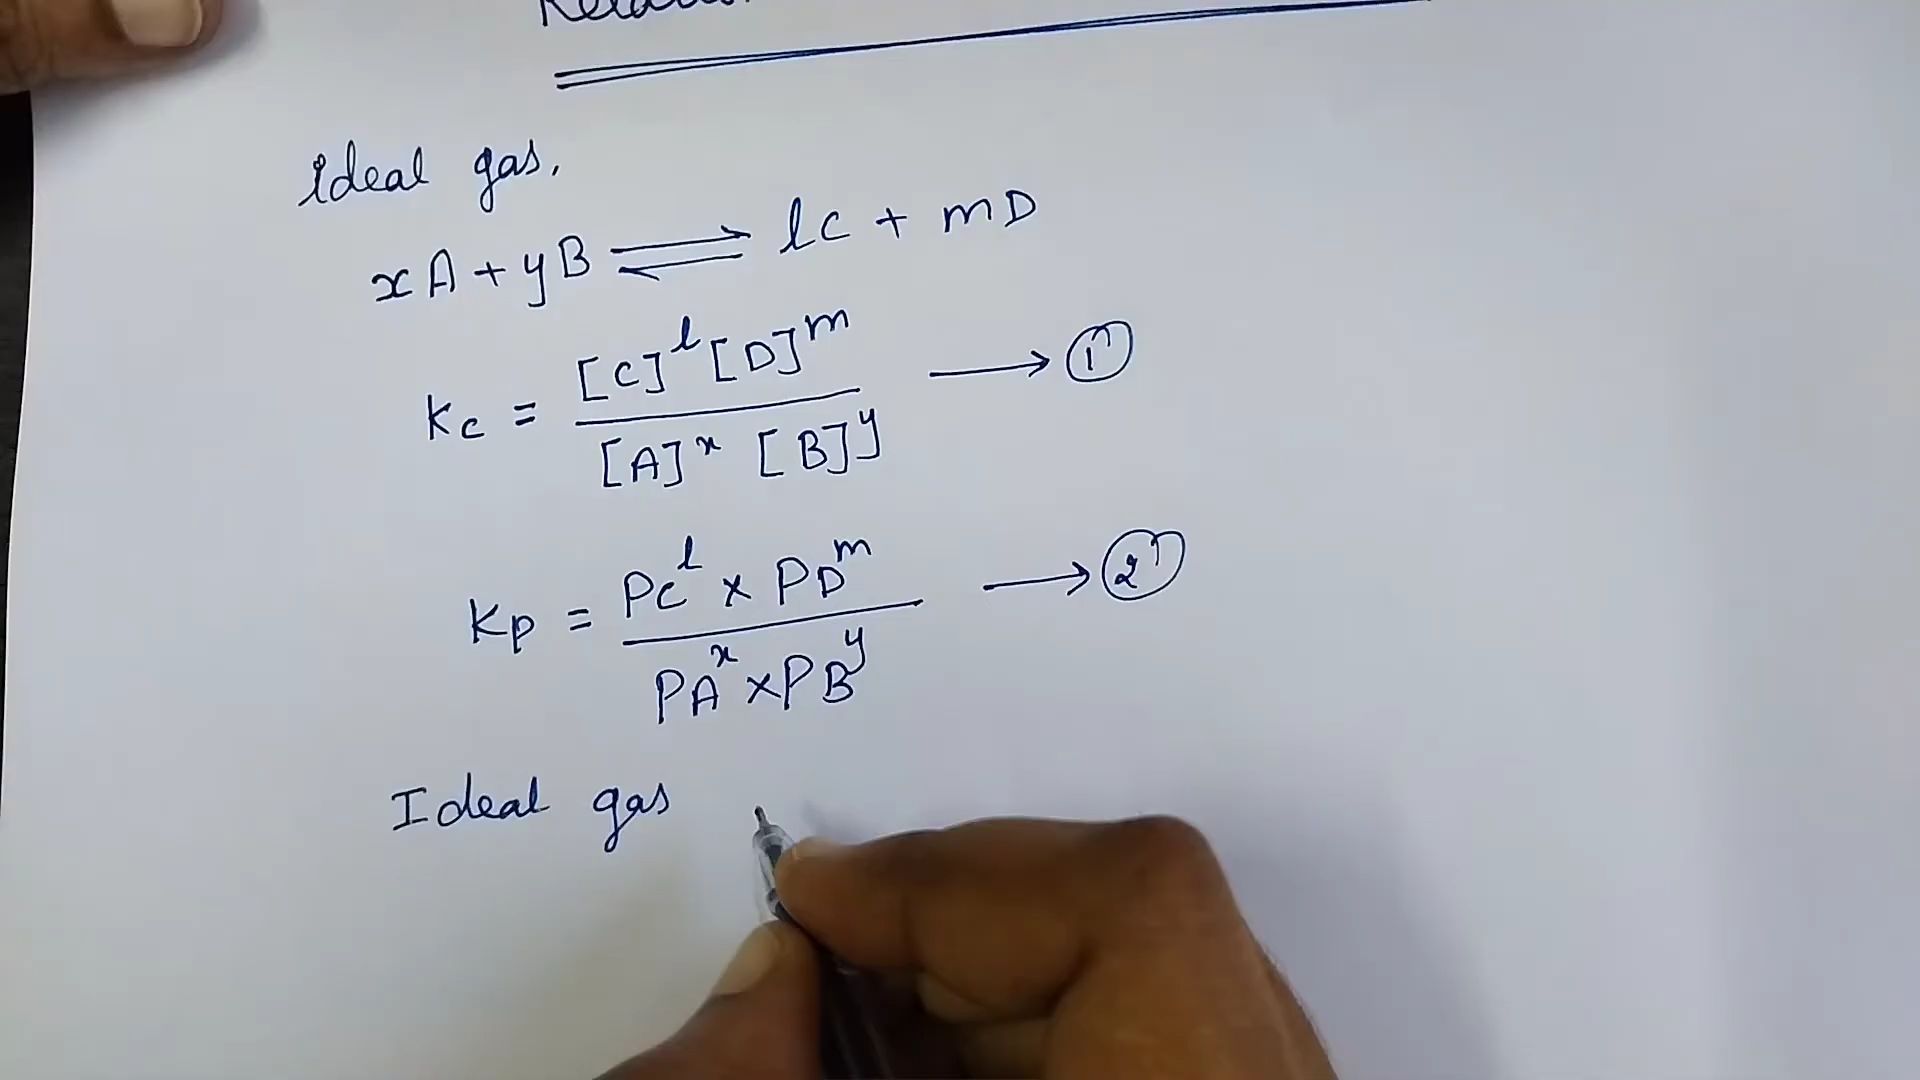 Ideal gas.
xA + yB ⇌ lC + mD
Kc = [C]^l [D]^m / [A]^x [B]^y → ①
Kp = PC^l × PD^m / PA^x × PB^y → ②
Ideal gas